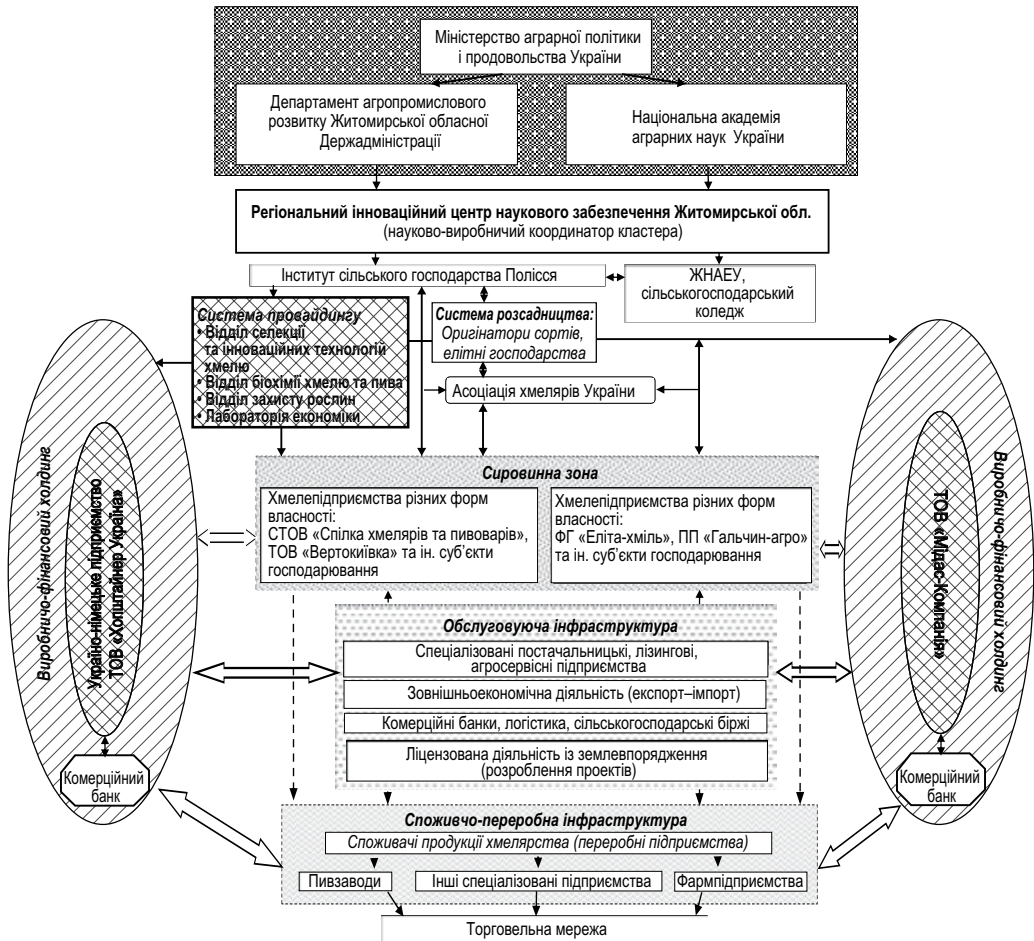 Міністерство аграрної політики
і продовольства України
Департамент агропромислового
розвитку Житомирської обласної
Держадміністрації
Національна академія
аграрних наук України
Регіональний інноваційний центр наукового забезпечення Житомирської обл.
(науково-виробничий координатор кластера)
Інститут сільського господарства Полісся
ЖНАЕУ,
сільськогосподарський
коледж
Система провайдингу
• Відділ селекції
та інноваційних технологій
хмелю
• Відділ біохімії хмелю та пива
• Відділ захисту рослин
• Лабораторія економіки
Система розсадництва:
Оригінатори сортів,
елітні господарства
Асоціація хмелярів України
Виробничо-фінансовий холдинг
Україно-німецьке підприємство
ТОВ «Хопштайнер Україна»
Комерційний
банк
Сировинна зона
Хмелепідприємства різних форм
власності:
СТОВ «Спілка хмелярів та пивоварів»,
ТОВ «Вертокиївка» та ін. суб’єкти
господарювання
Хмелепідприємства різних форм
власності:
ФГ «Еліта-хміль», ПП «Гальчин-агро»
та ін. суб’єкти господарювання
Виробничо-фінансовий холдинг
ТОВ «Мідас-Компанія»
Комерційний
банк
Обслуговуюча інфраструктура
Спеціалізовані постачальницькі, лізингові,
агросервісні підприємства
Зовнішньоекономічна діяльність (експорт–імпорт)
Комерційні банки, логістика, сільськогосподарські біржі
Ліцензована діяльність із землевпорядження
(розроблення проектів)
Споживчо-переробна інфраструктура
Споживачі продукції хмелярства (переробні підприємства)
Пивзаводи
Інші спеціалізовані підприємства
Фармпідприємства
Торговельна мережа